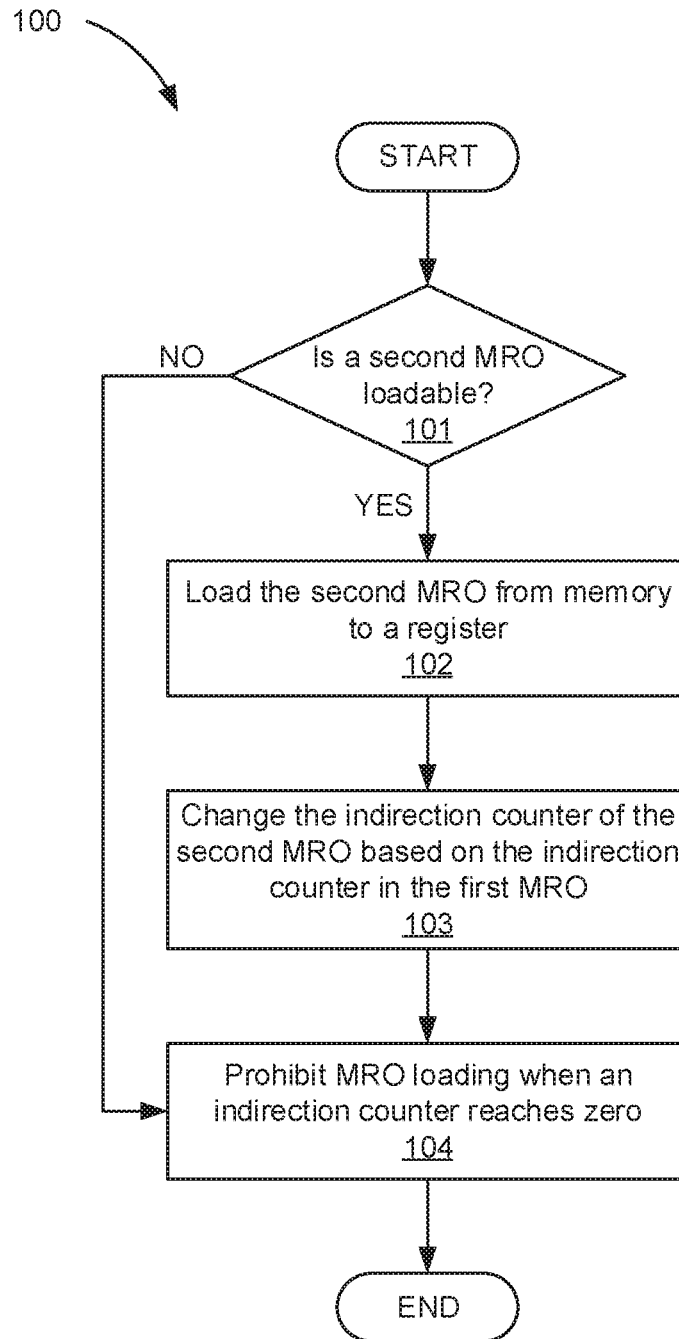 100
START
NO
Is a second MRO
loadable?
101
YES
Load the second MRO from memory
to a register
102
Change the indirection counter of the
second MRO based on the indirection
counter in the first MRO
103
Prohibit MRO loading when an
indirection counter reaches zero
104
END